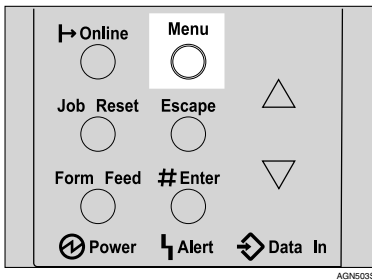 Online Menu
Job Reset Escape
Form Feed # Enter
Power Alert Data In
AGN503S